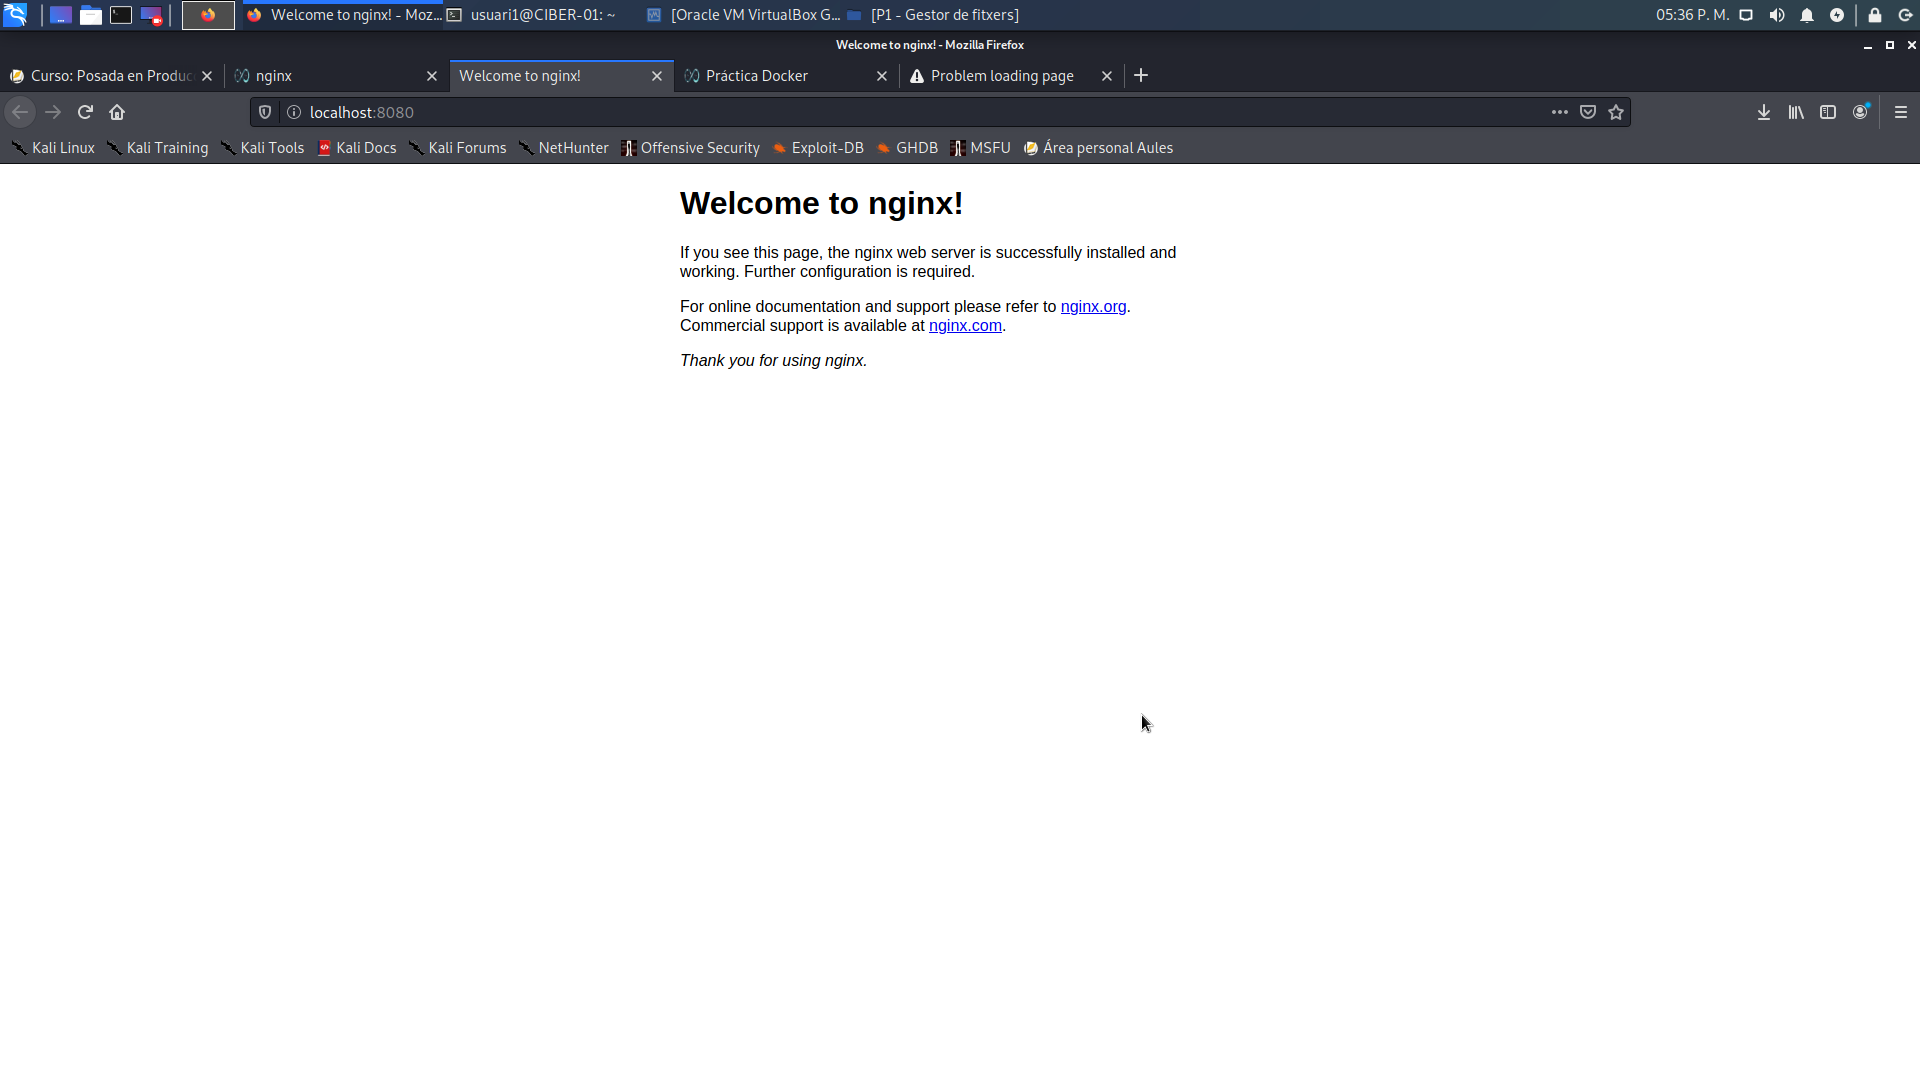 Welcome to nginx! - Moz...
usuari1@CIBER-01: ~
[Oracle VM VirtualBox G...
[P1 - Gestor de fitxers]
05:36 P. M.
Welcome to nginx! - Mozilla Firefox
Curso: Posada en Produc
nginx
Welcome to nginx!
Práctica Docker
Problem loading page
localhost:8080
Kali Linux
Kali Training
Kali Tools
Kali Docs
Kali Forums
NetHunter
Offensive Security
Exploit-DB
GHDB
MSFU
Área personal Aules
Welcome to nginx!
If you see this page, the nginx web server is successfully installed and
working. Further configuration is required.
For online documentation and support please refer to nginx.org.
Commercial support is available at nginx.com.
Thank you for using nginx.